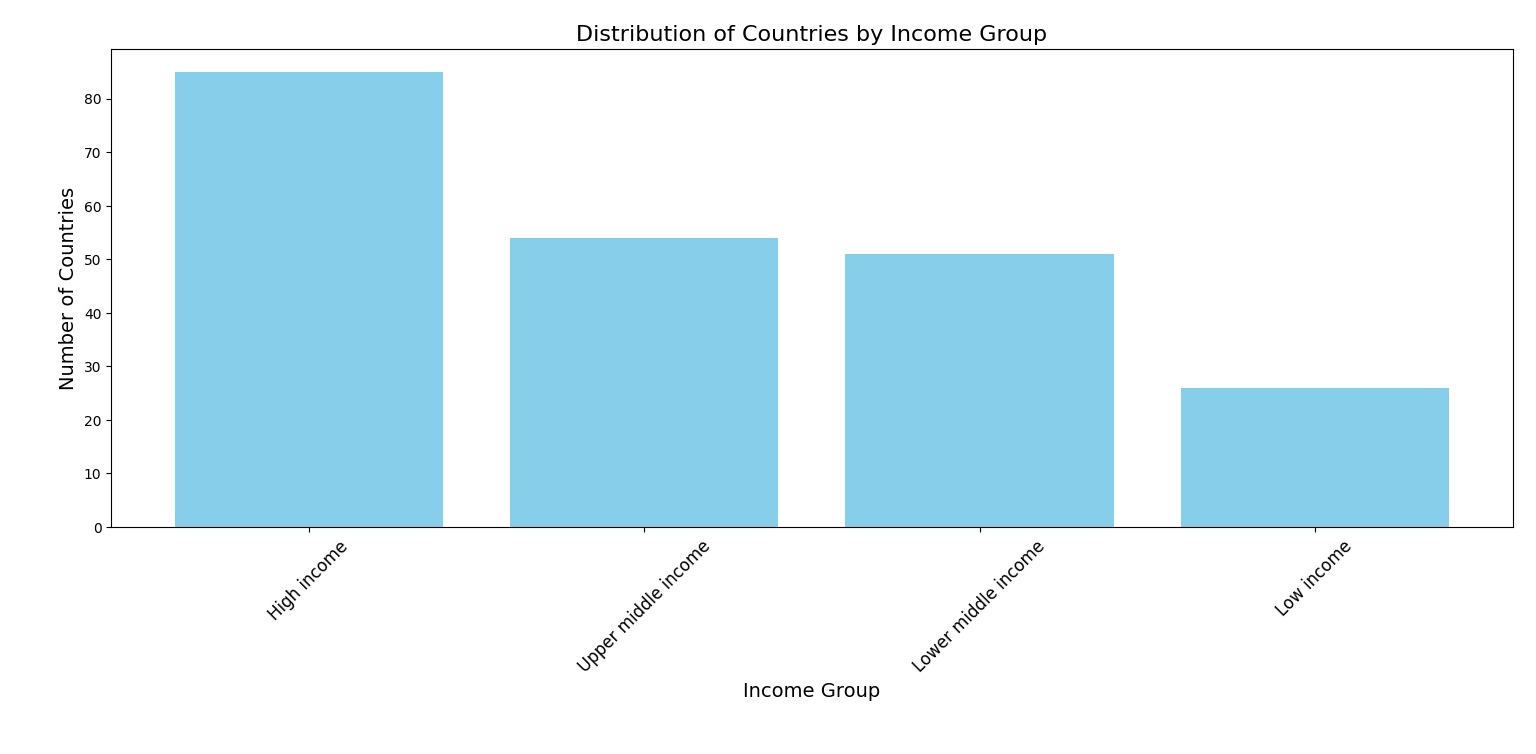 Distribution of Countries by Income Group
Number of Countries
80
70
60
50
40
30
20
10
0
High income
Upper middle income
Lower middle income
Low income
Income Group